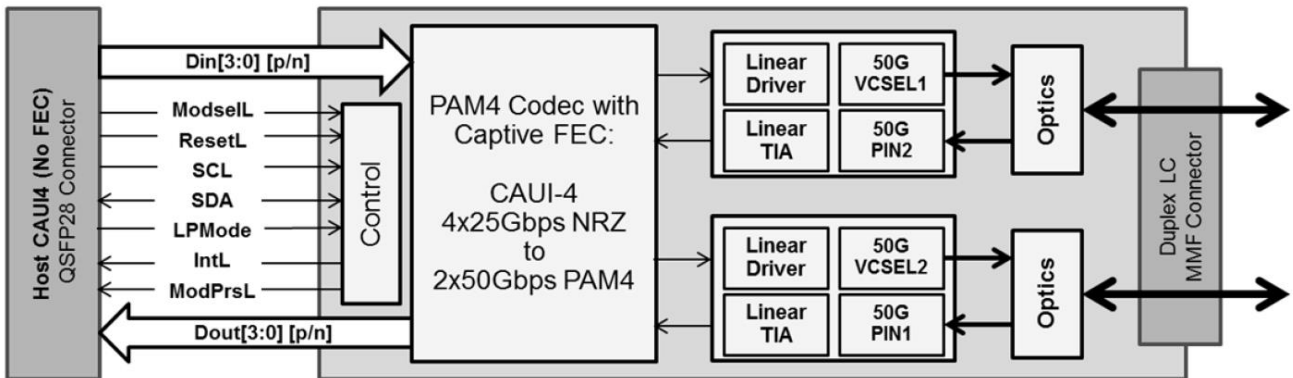 Host CAUI4 (No FEC)
QSFP28 Connector
Din[3:0] [p/n]
ModselL
ResetL
SCL
SDA
LPMode
IntL
ModPrsL
Dout[3:0] [p/n]
Control
PAM4 Codec with
Captive FEC:
CAUI-4
4x25Gbps NRZ
to
2x50Gbps PAM4
Linear
Driver
50G
VCSEL1
Linear
TIA
50G
PIN2
Optics
Linear
Driver
50G
VCSEL2
Linear
TIA
50G
PIN1
Optics
Duplex LC
MMF Connector